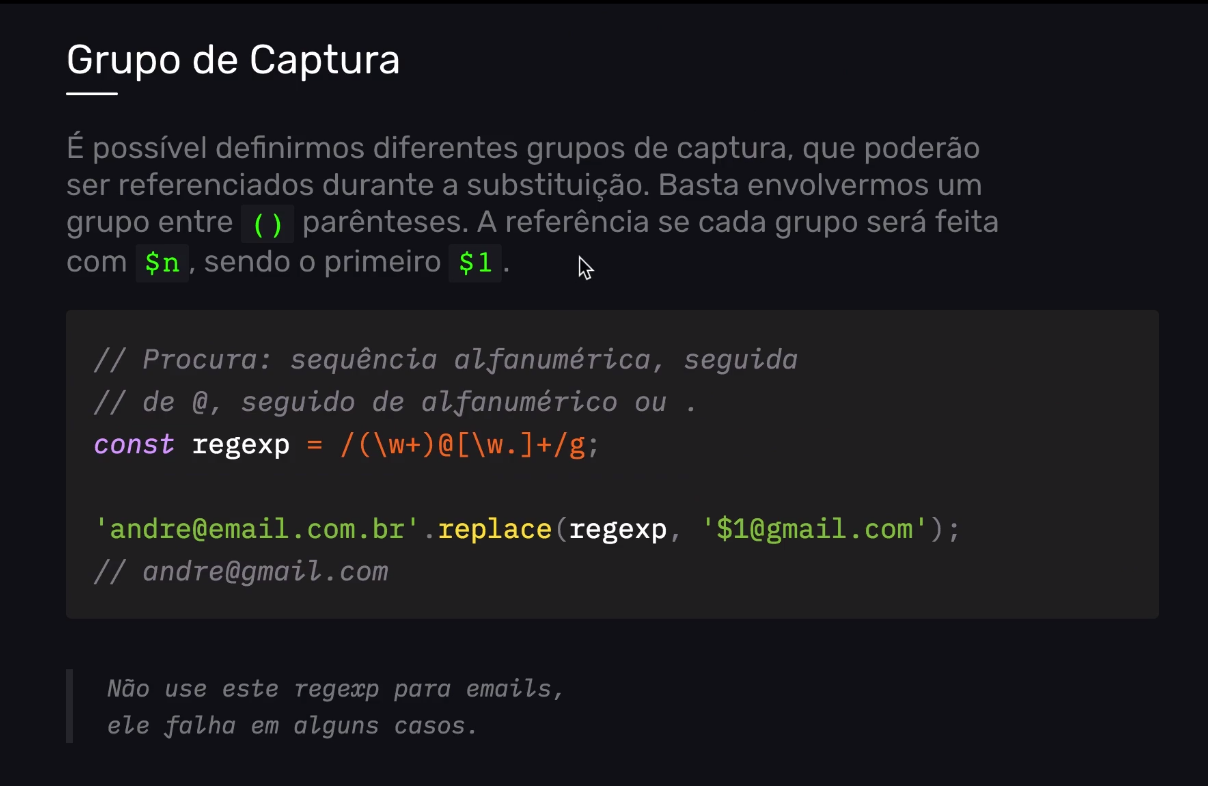 Grupo de Captura
É possível definirmos diferentes grupos de captura, que poderão
ser referenciados durante a substituição. Basta envolvermos um
grupo entre () parênteses. A referência se cada grupo será feita
com $n, sendo o primeiro $1.
// Procura: sequência alfanumérica, seguida
// de @, seguido de alfanumérico ou .
const regexp = /(\w+)@[\w.]+/g;
'andre@email.com.br'.replace(regexp, '$1@gmail.com');
// andre@gmail.com
Não use este regexp para emails,
ele falha em alguns casos.